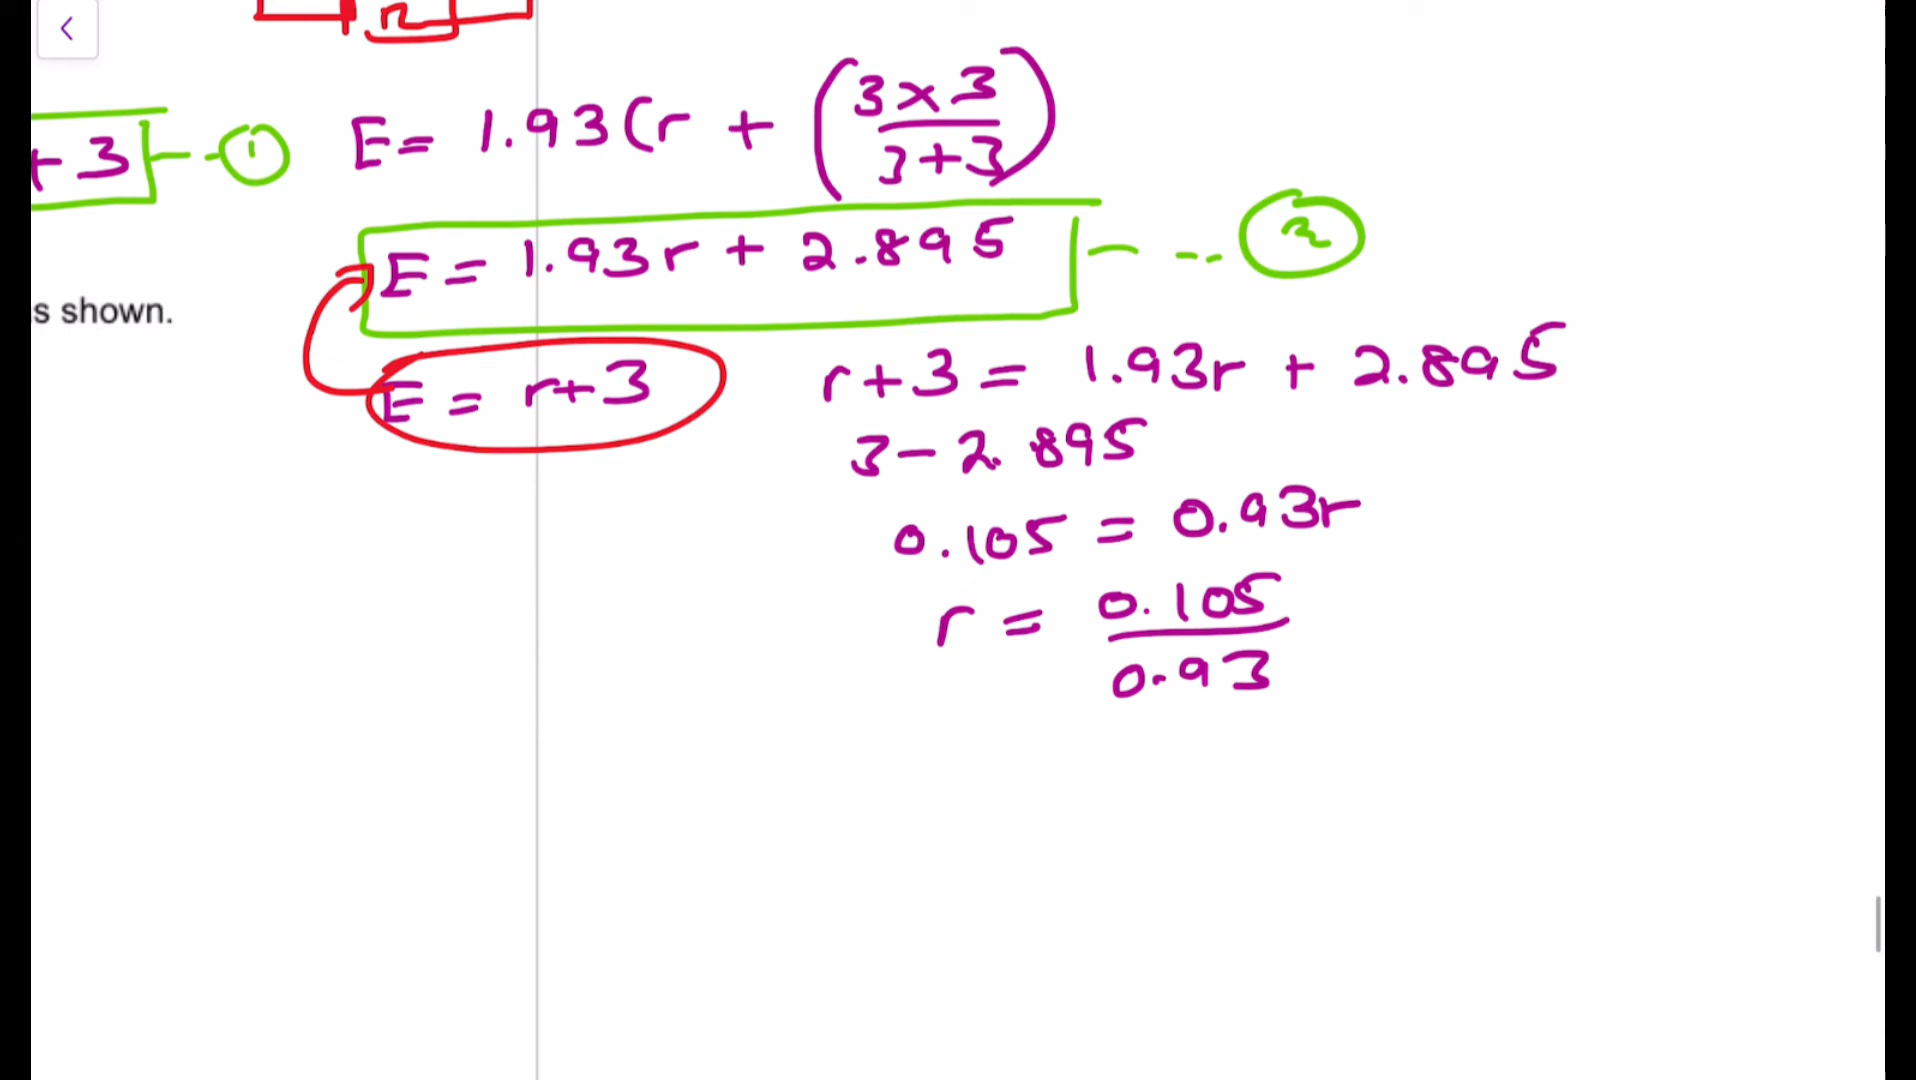 r
+ 3 -- ①
E = 1.93 (r + (3 × 3 / 3 + 3)
E = 1.93r + 2.895 -- -- ②
s shown.
E = r + 3
r + 3 = 1.93r + 2.895
3 - 2.895
0.105 = 0.93r
r = 0.105 / 0.93